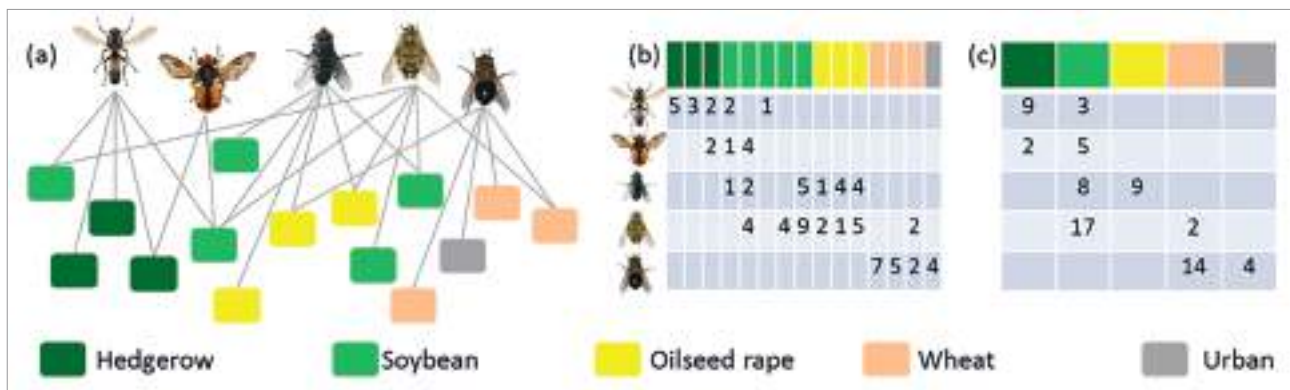 (a) (b) (c)
5 3 2 2 1 9 3
2 1 4 2 5
1 2 5 1 4 4 8 9
4 4 9 2 1 5 2 17 2
7 5 2 4 14 4
Hedgerow Soybean Oilseed rape Wheat Urban